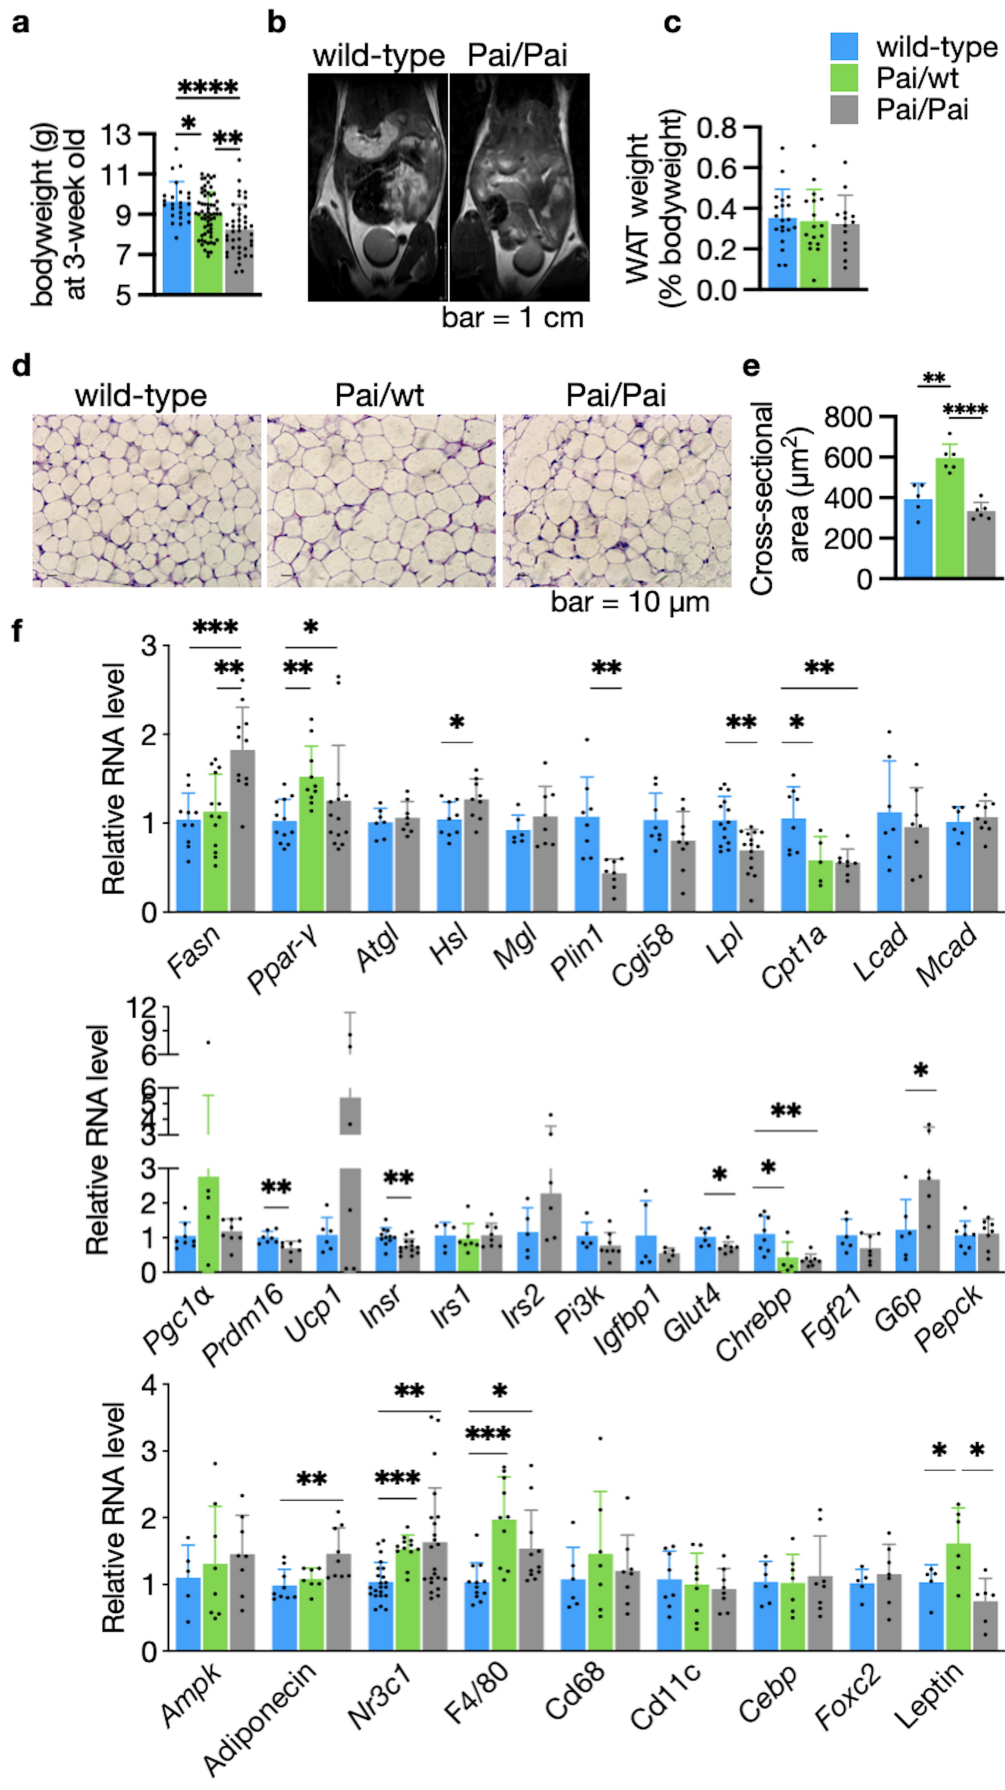 a
b
c
wild-type
Pai/Pai
wild-type
Pai/wt
Pai/Pai
****
*
**
bodyweight (g)
at 3-week old
13
11
9
7
5
bar = 1 cm
WAT weight
(% bodyweight)
0.8
0.6
0.4
0.2
0.0
d
wild-type
Pai/wt
Pai/Pai
bar = 10 µm
e
**
****
Cross-sectional
area (µm²)
800
600
400
200
0
f
Relative RNA level
3
2
1
0
***
**
*
**
*
**
**
**
*
Fasn
Ppar-γ
Atgl
Hsl
Mgl
Plin1
Cgi58
Lpl
Cpt1a
Lcad
Mcad
Relative RNA level
12
9
6
6
5
4
3
3
2
1
0
**
**
*
**
*
*
Pgc1α
Prdm16
Ucp1
Insr
Irs1
Irs2
Pi3k
Igfbp1
Glut4
Chrebp
Fgf21
G6p
Pepck
Relative RNA level
4
3
2
1
0
**
**
***
*
***
*
*
Ampk
Adiponecin
Nr3c1
F4/80
Cd68
Cd11c
Cebp
Foxc2
Leptin